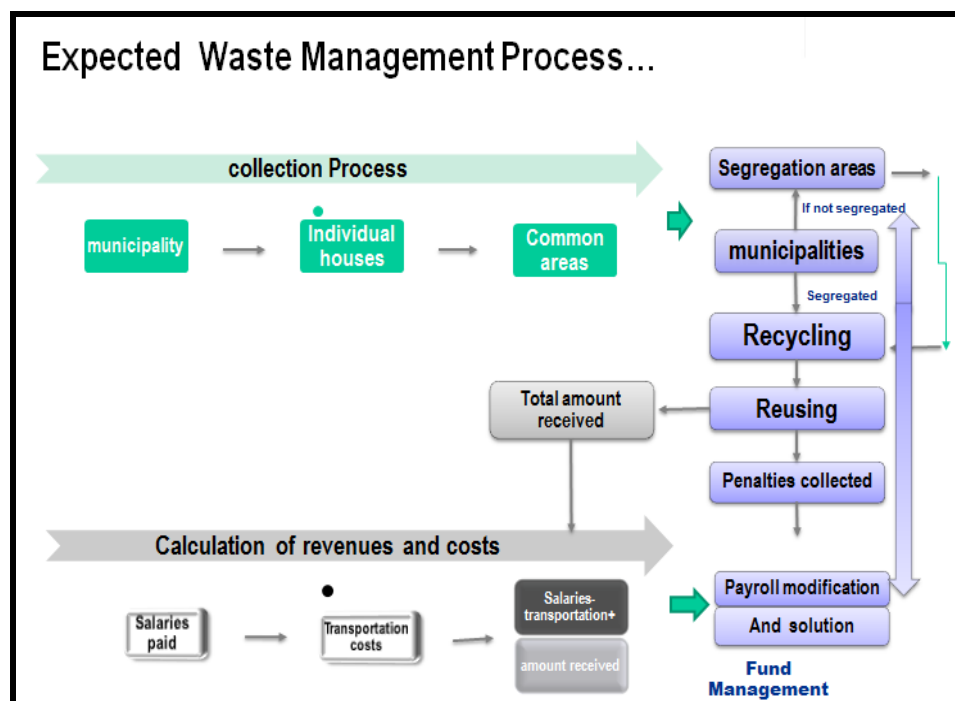 Expected Waste Management Process...
collection Process
municipality
Individual
houses
Common
areas
Segregation areas
If not segregated
municipalities
Segregated
Recycling
Reusing
Total amount
received
Penalties collected
Calculation of revenues and costs
Salaries
paid
Transportation
costs
Salaries-
transportation+
amount received
Payroll modification
And solution
Fund
Management